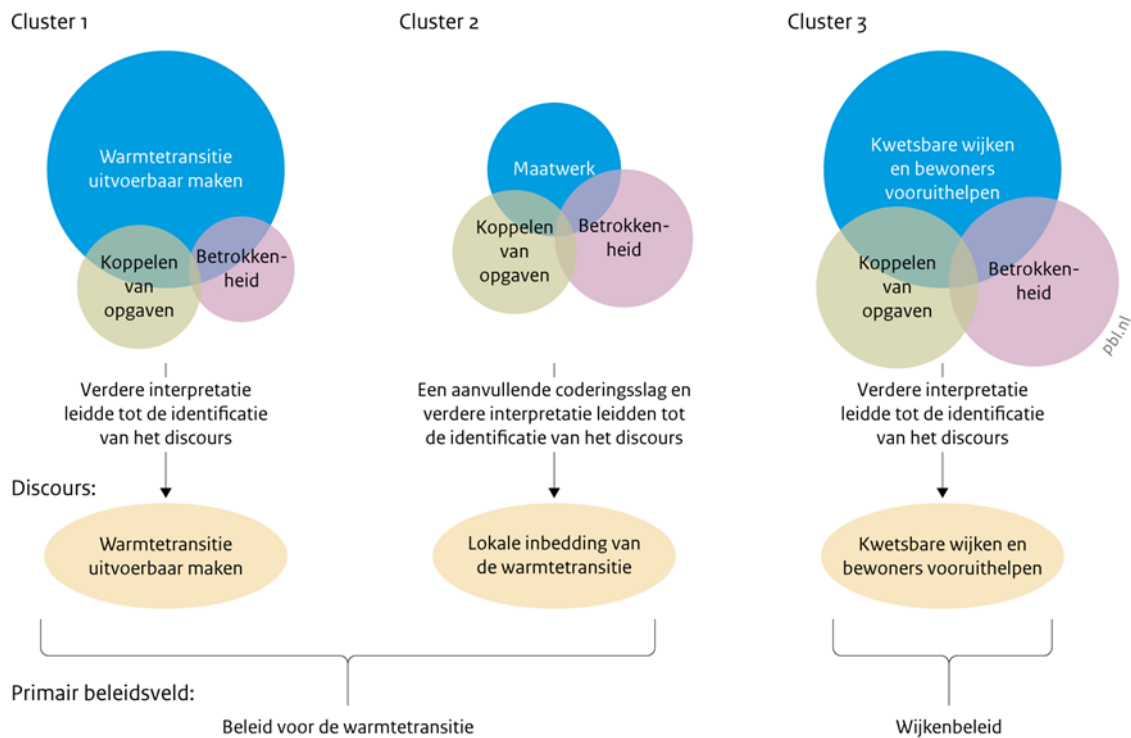 Cluster 1
Cluster 2
Cluster 3
Warmtetransitie
uitvoerbaar maken
Koppelen
van
opgaven
Betrokken-
heid
Maatwerk
Koppelen
van
opgaven
Betrokken-
heid
Kwetsbare wijken
en bewoners
vooruithelpen
Koppelen
van
opgaven
Betrokken-
heid
pbl.nl
Verdere interpretatie
leidde tot de identificatie
van het discours
Een aanvullende coderingsslag en
verdere interpretatie leidden tot
de identificatie van het discours
Verdere interpretatie
leidde tot de identificatie
van het discours
Discours:
Warmtetransitie
uitvoerbaar maken
Lokale inbedding van
de warmtetransitie
Kwetsbare wijken en
bewoners vooruithelpen
Primair beleidsveld:
Beleid voor de warmtetransitie
Wijkenbeleid